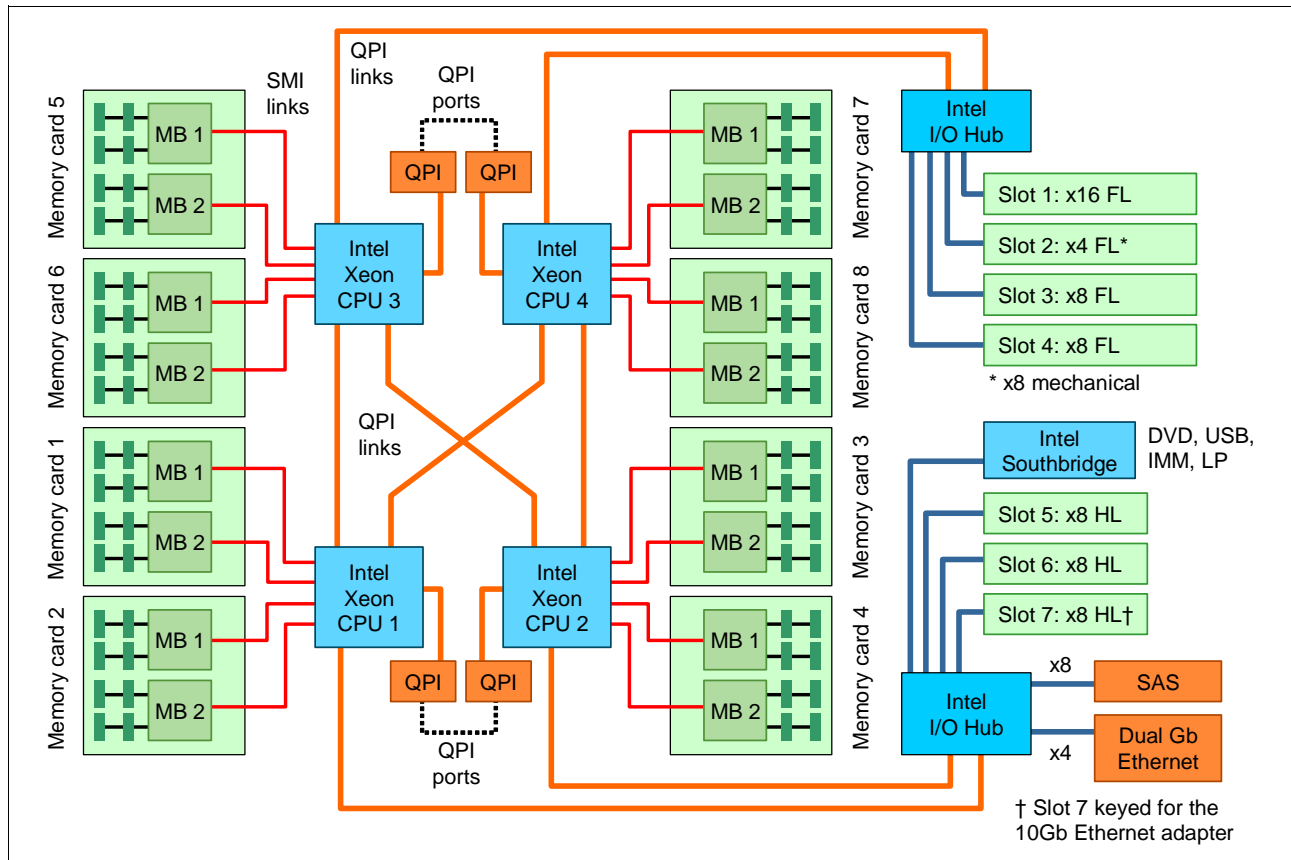 QPI
links
SMI
links
QPI
ports
Memory card 5
MB 1
MB 2
QPI
QPI
MB 1
MB 2
Memory card 7
Intel
I/O Hub
Slot 1: x16 FL
Slot 2: x4 FL*
Slot 3: x8 FL
Slot 4: x8 FL
* x8 mechanical
Intel
Xeon
CPU 3
Intel
Xeon
CPU 4
Memory card 6
MB 1
MB 2
MB 1
MB 2
Memory card 8
QPI
links
Memory card 1
MB 1
MB 2
MB 1
MB 2
Memory card 3
Intel
Southbridge
DVD, USB,
IMM, LP
Slot 5: x8 HL
Slot 6: x8 HL
Slot 7: x8 HL†
Intel
Xeon
CPU 1
Intel
Xeon
CPU 2
Memory card 2
MB 1
MB 2
QPI
QPI
MB 1
MB 2
Memory card 4
QPI
ports
Intel
I/O Hub
x8
SAS
x4
Dual Gb
Ethernet
† Slot 7 keyed for the
10Gb Ethernet adapter